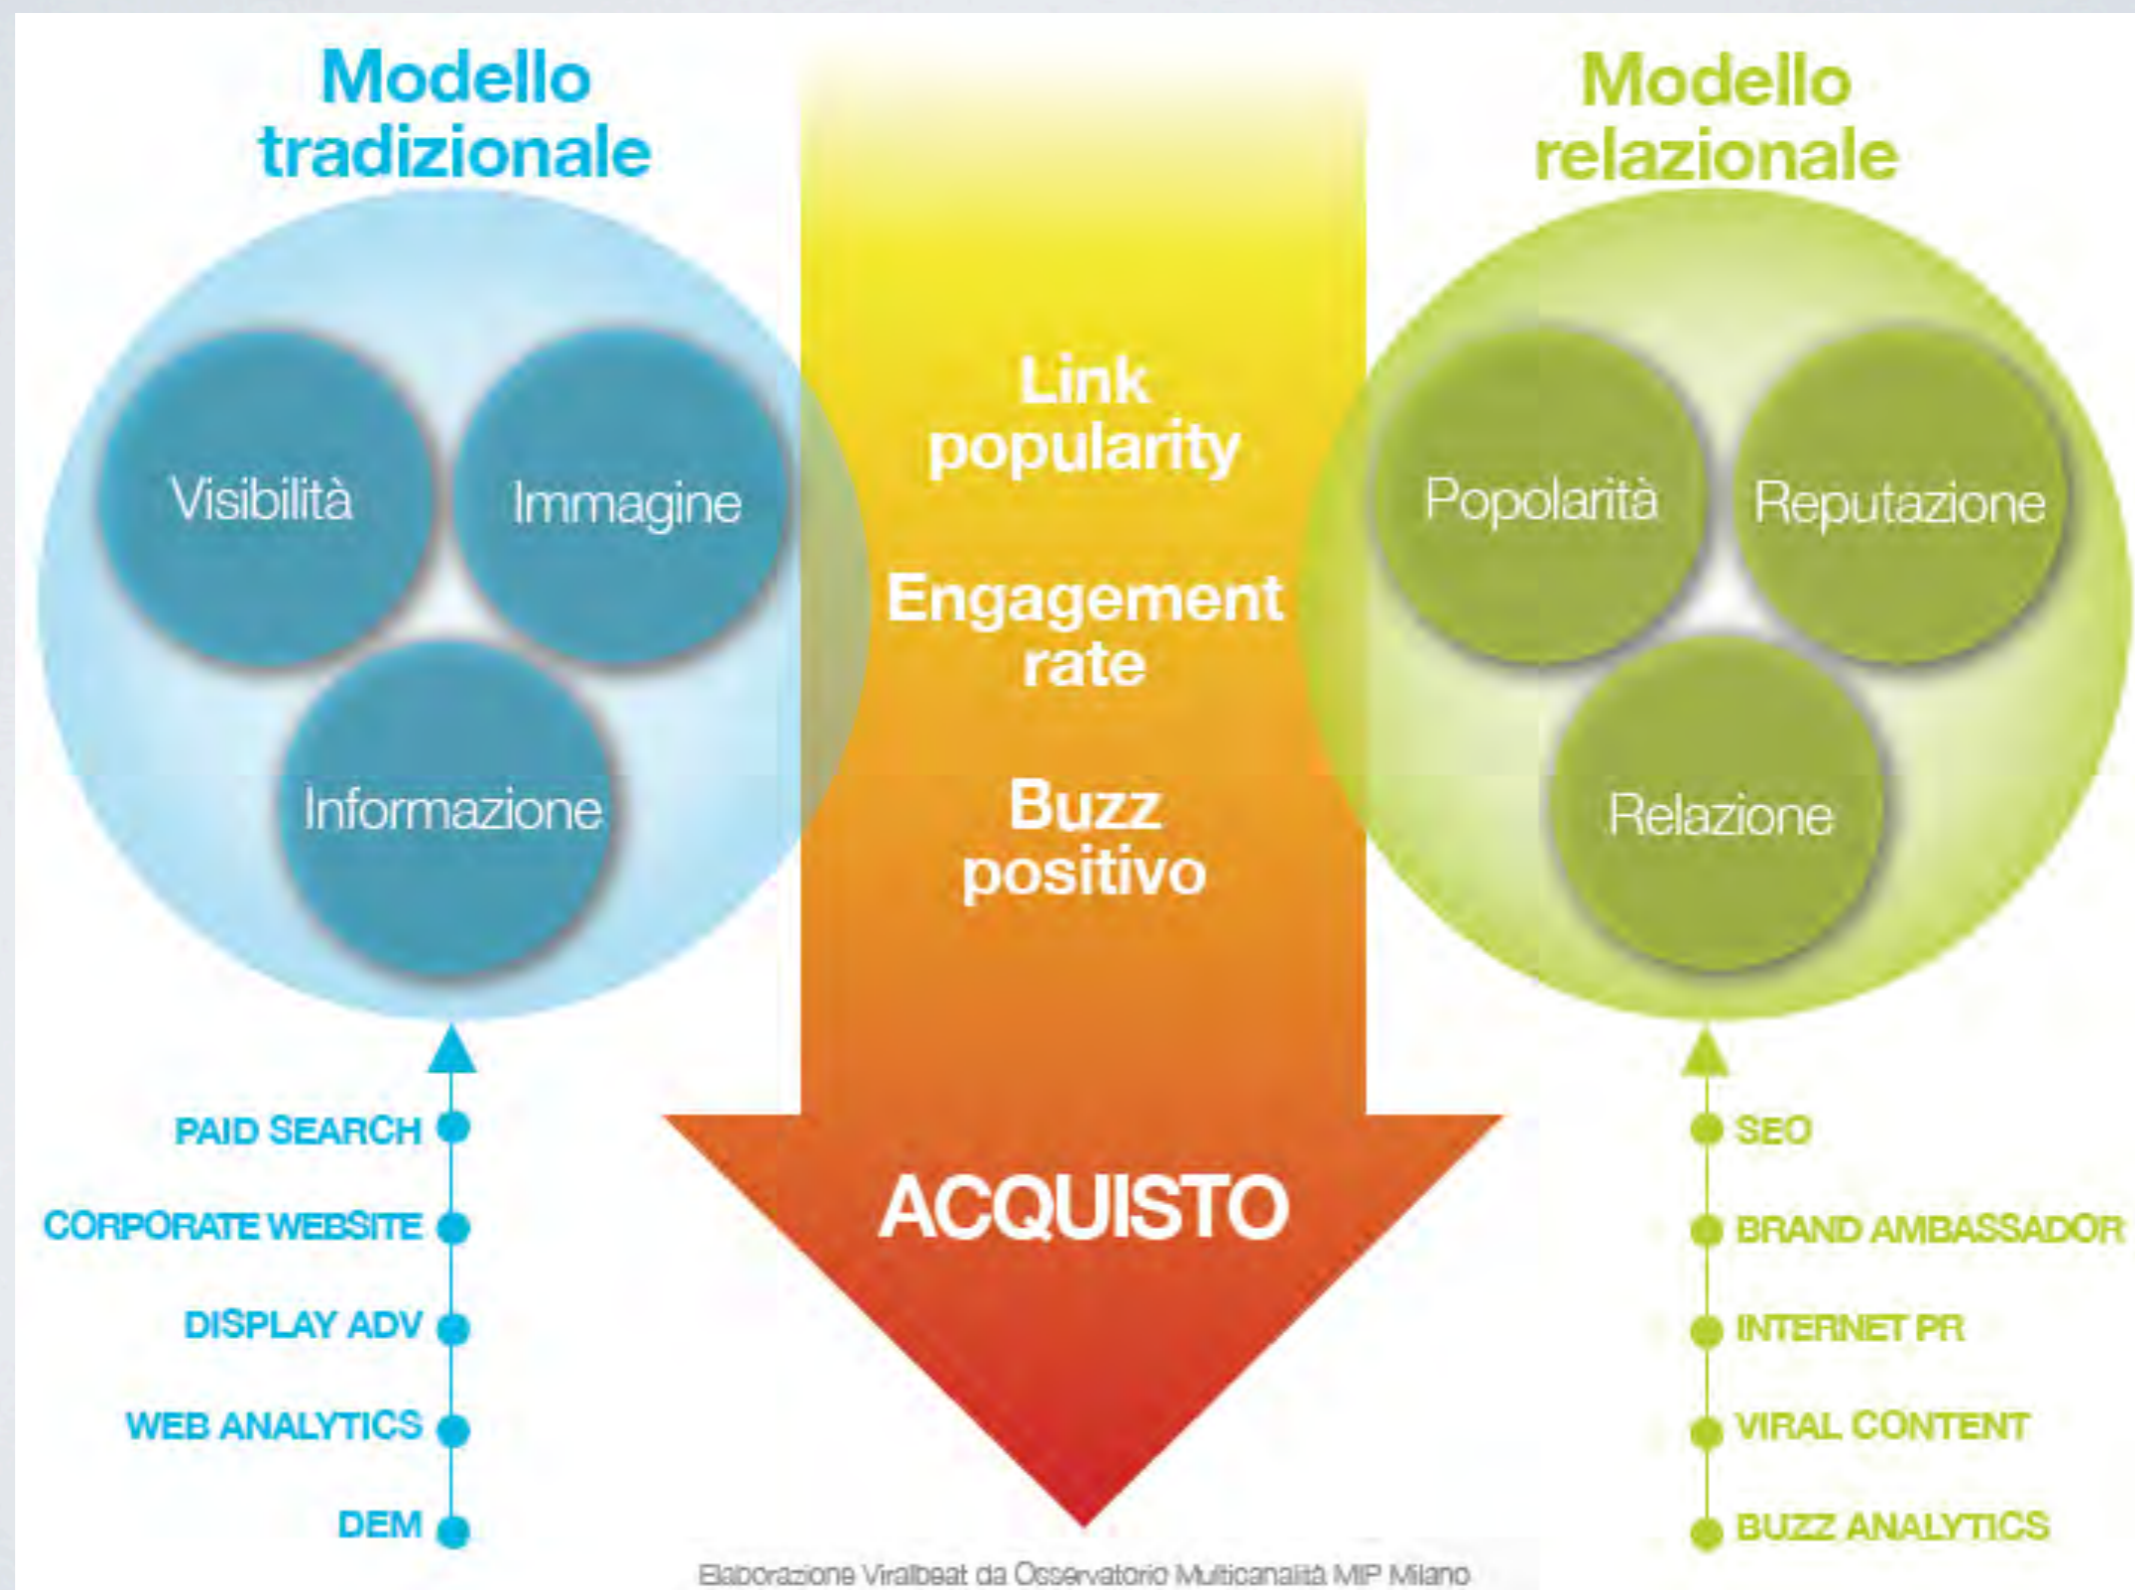 Modello
tradizionale
Visibilità
Immagine
Informazione
PAID SEARCH
CORPORATE WEBSITE
DISPLAY ADV
WEB ANALYTICS
DEM
Link
popularity
Engagement
rate
Buzz
positivo
ACQUISTO
Modello
relazionale
Popolarità
Reputazione
Relazione
SEO
BRAND AMBASSADOR
INTERNET PR
VIRAL CONTENT
BUZZ ANALYTICS
Elaborazione Viralbeat da Osservatorio Multicanalità MIP Milano